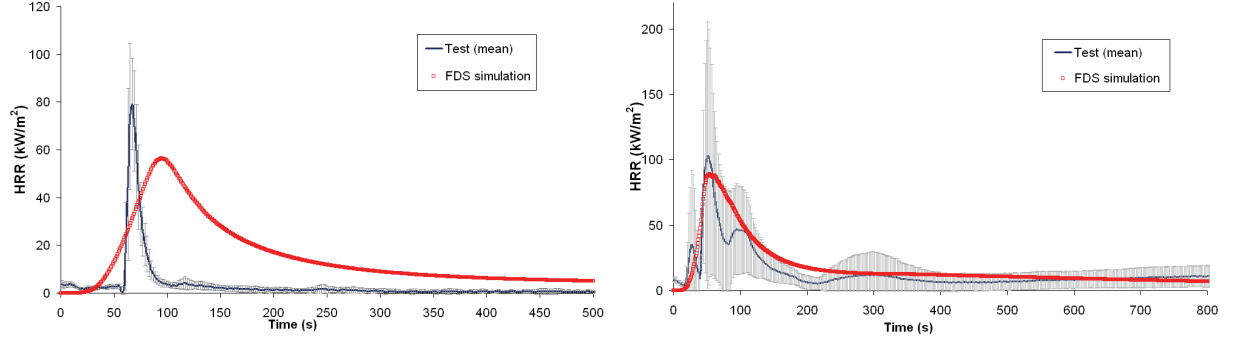 120
100
80
60
40
20
0
HRR (kW/m²)
0 50 100 150 200 250 300 350 400 450 500
Time (s)
Test (mean)
FDS simulation
200
150
100
50
0
HRR (kW/m²)
0 100 200 300 400 500 600 700 800
Time (s)
Test (mean)
FDS simulation